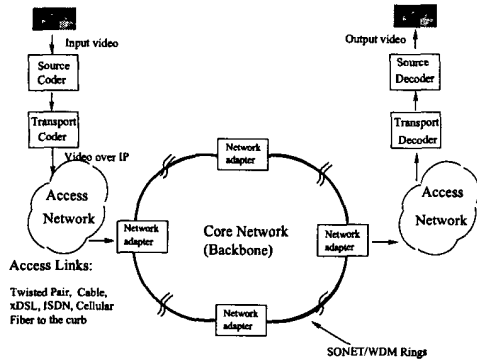 Input video
Source
Coder
Transport
Coder
Video over IP
Access
Network
Access Links:
Twisted Pair, Cable,
xDSL, ISDN, Cellular
Fiber to the curb
Network
adapter
Network
adapter
Core Network
(Backbone)
Network
adapter
Network
adapter
SONET/WDM Rings
Output video
Source
Decoder
Transport
Decoder
Access
Network